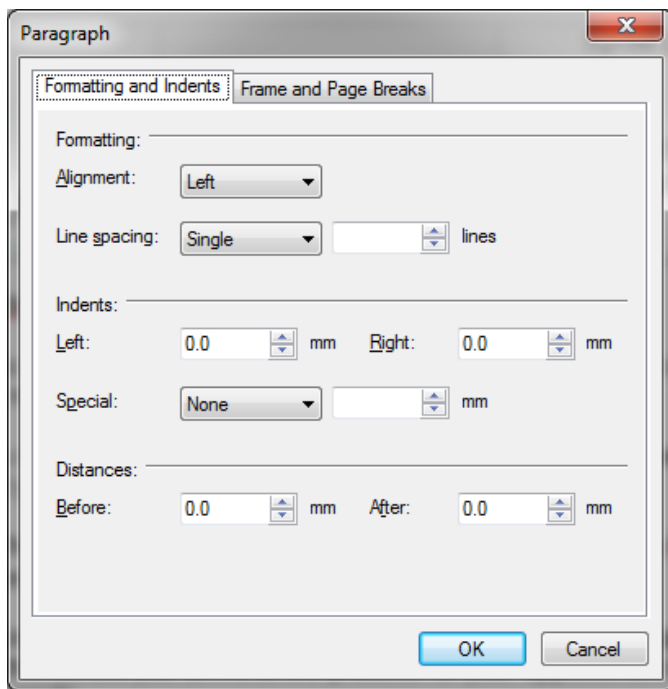 Paragraph
Formatting and Indents Frame and Page Breaks
Formatting:
Alignment: Left
Line spacing: Single lines
Indents:
Left: 0.0 mm Right: 0.0 mm
Special: None mm
Distances:
Before: 0.0 mm After: 0.0 mm
OK Cancel